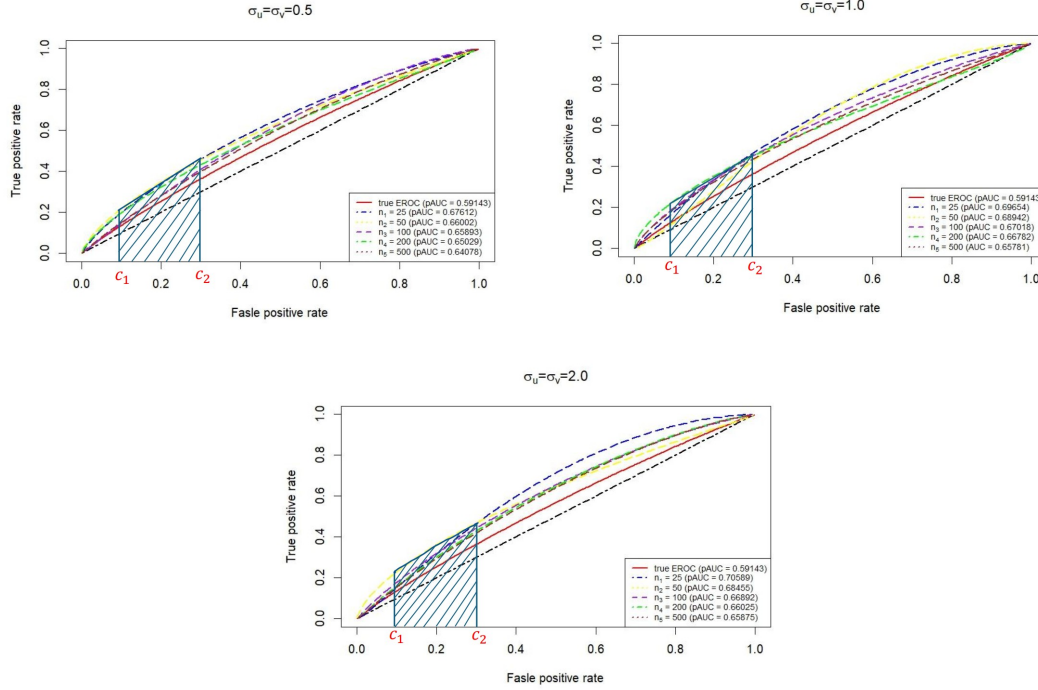 σu=σv=0.5
True positive rate
1.0
0.8
0.6
0.4
0.2
0.0
true EROC (pAUC = 0.59143)
n1 = 25 (pAUC = 0.67612)
n2 = 50 (pAUC = 0.66002)
n3 = 100 (pAUC = 0.65893)
n4 = 200 (pAUC = 0.65029)
n5 = 500 (pAUC = 0.64078)
c1 c2
0.0 0.2 0.4 0.6 0.8 1.0
Fasle positive rate
σu=σv=1.0
True positive rate
1.0
0.8
0.6
0.4
0.2
0.0
true EROC (pAUC = 0.59143)
n1 = 25 (pAUC = 0.69654)
n2 = 50 (pAUC = 0.68942)
n3 = 100 (pAUC = 0.67018)
n4 = 200 (pAUC = 0.66782)
n5 = 500 (AUC = 0.65781)
c1 c2
0.0 0.2 0.4 0.6 0.8 1.0
Fasle positive rate
σu=σv=2.0
True positive rate
1.0
0.8
0.6
0.4
0.2
0.0
true EROC (pAUC = 0.59143)
n1 = 25 (pAUC = 0.70589)
n2 = 50 (pAUC = 0.68455)
n3 = 100 (pAUC = 0.66892)
n4 = 200 (pAUC = 0.66025)
n5 = 500 (pAUC = 0.65875)
c1 c2
0.0 0.2 0.4 0.6 0.8 1.0
Fasle positive rate